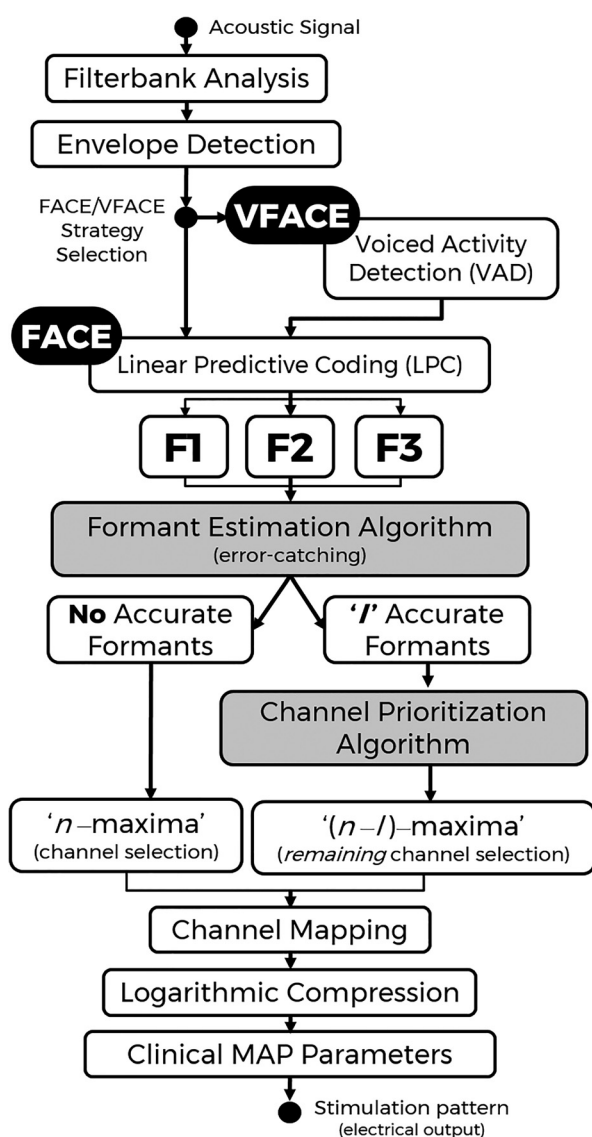 Acoustic Signal
Filterbank Analysis
Envelope Detection
FACE/VFACE
Strategy
Selection
VFACE
Voiced Activity
Detection (VAD)
FACE
Linear Predictive Coding (LPC)
F1 F2 F3
Formant Estimation Algorithm
(error-catching)
No Accurate
Formants
‘l’ Accurate
Formants
Channel Prioritization
Algorithm
‘n –maxima’
(channel selection)
‘(n –l)–maxima’
(remaining channel selection)
Channel Mapping
Logarithmic Compression
Clinical MAP Parameters
Stimulation pattern
(electrical output)